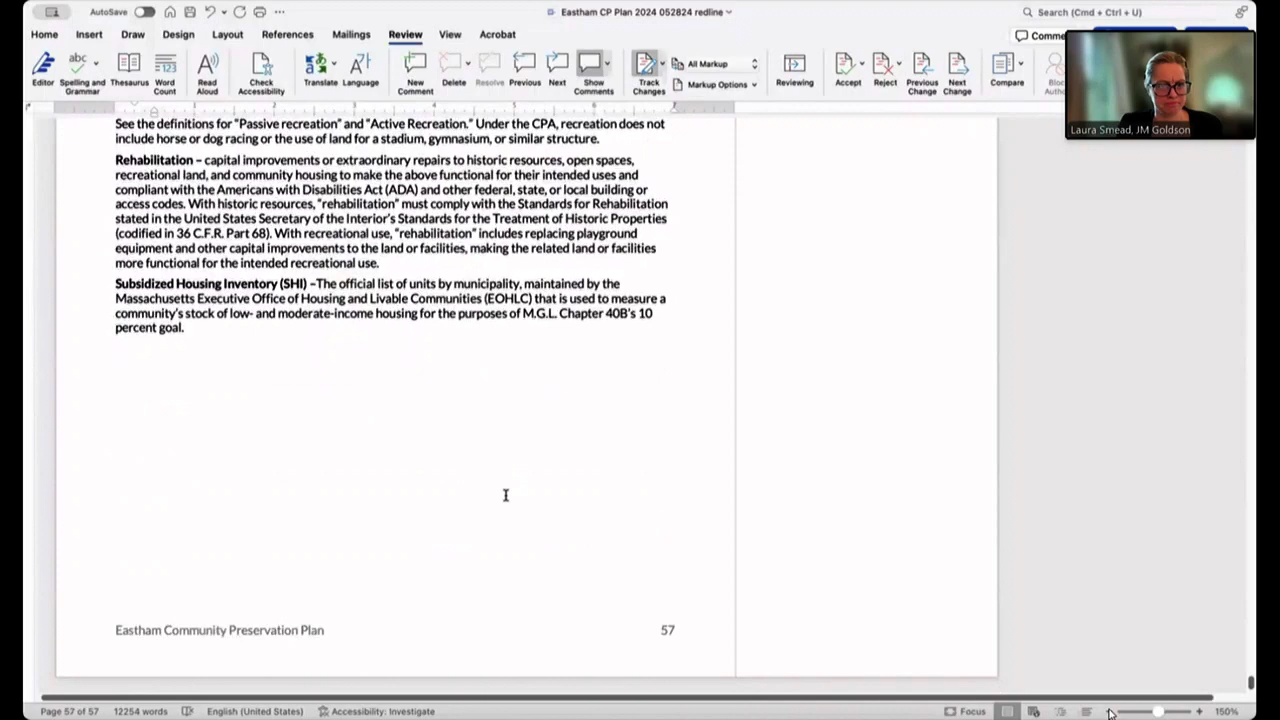 AutoSave
Eastham CP Plan 2024 052824 redline
Search (Cmd + Ctrl + U)
Home Insert Draw Design Layout References Mailings Review View Acrobat
Comme
Editor
Spelling and Grammar
Thesaurus
Word Count
Read Aloud
Check Accessibility
Translate
Language
New Comment
Delete
Resolve
Previous
Next
Show Comments
Track Changes
All Markup
Markup Options
Reviewing
Accept
Reject
Previous Change
Next Change
Compare
Laura Smead, JM Goldson
See the definitions for "Passive recreation" and "Active Recreation." Under the CPA, recreation does not
include horse or dog racing or the use of land for a stadium, gymnasium, or similar structure.
Rehabilitation – capital improvements or extraordinary repairs to historic resources, open spaces,
recreational land, and community housing to make the above functional for their intended uses and
compliant with the Americans with Disabilities Act (ADA) and other federal, state, or local building or
access codes. With historic resources, "rehabilitation" must comply with the Standards for Rehabilitation
stated in the United States Secretary of the Interior's Standards for the Treatment of Historic Properties
(codified in 36 C.F.R. Part 68). With recreational use, "rehabilitation" includes replacing playground
equipment and other capital improvements to the land or facilities, making the related land or facilities
more functional for the intended recreational use.
Subsidized Housing Inventory (SHI) –The official list of units by municipality, maintained by the
Massachusetts Executive Office of Housing and Livable Communities (EOHLC) that is used to measure a
community's stock of low- and moderate-income housing for the purposes of M.G.L. Chapter 40B's 10
percent goal.
Eastham Community Preservation Plan 57
Page 57 of 57 12254 words English (United States) Accessibility: Investigate Focus 150%